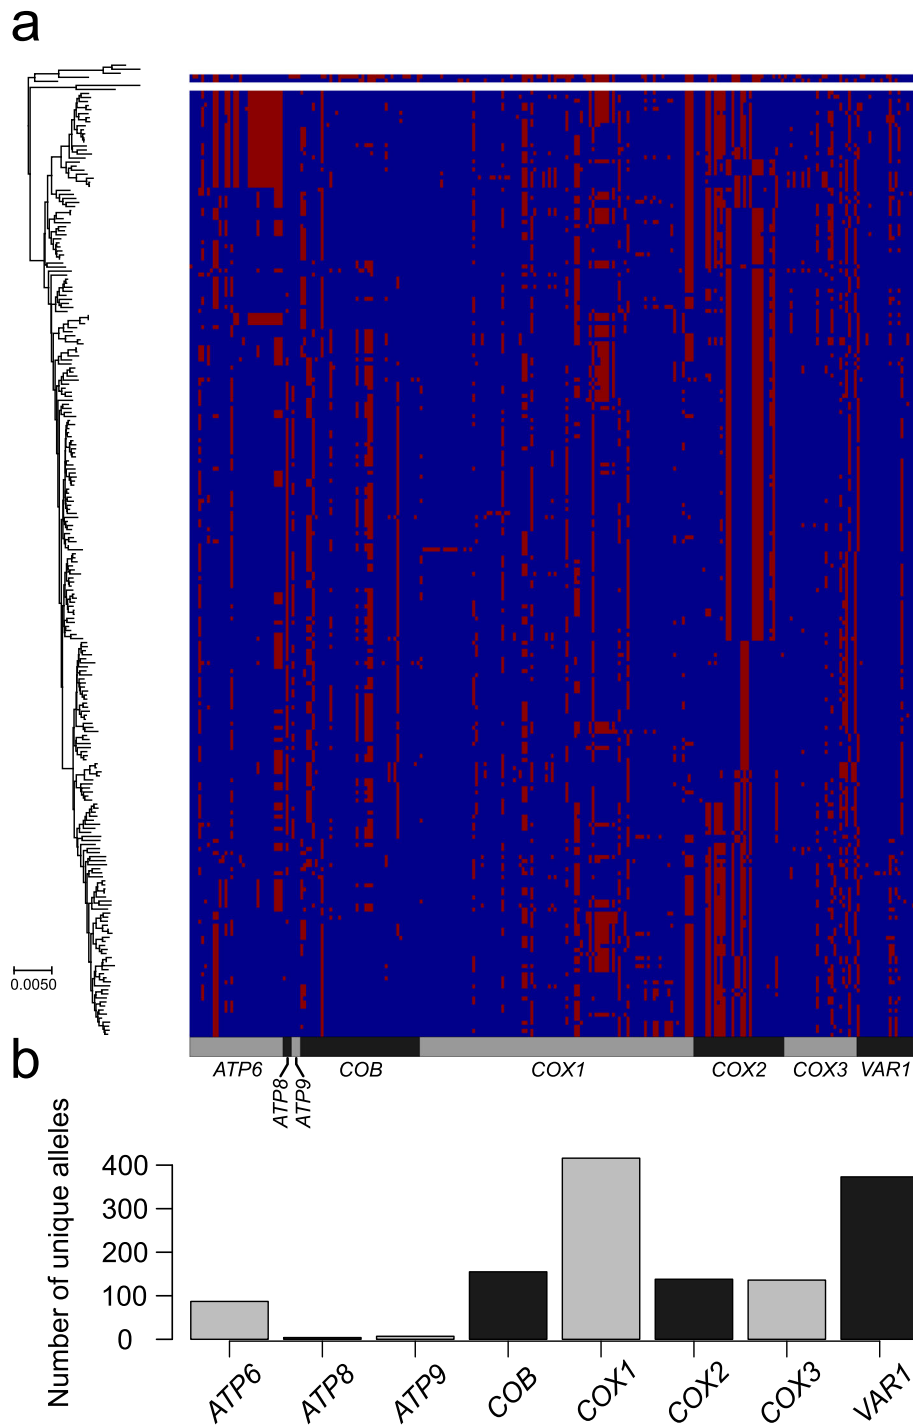 a
0.0050
ATP6
ATP8
ATP9
COB
COX1
COX2
COX3
VAR1
b
Number of unique alleles
400
300
200
100
0
ATP6
ATP8
ATP9
COB
COX1
COX2
COX3
VAR1